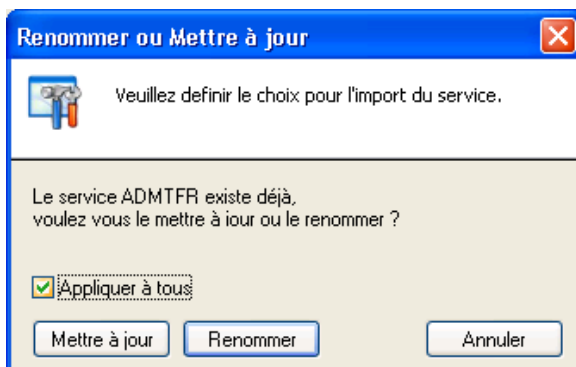 Renommer ou Mettre à jour
Veuillez definir le choix pour l'import du service.
Le service ADMTFR existe déjà,
voulez vous le mettre à jour ou le renommer ?
Appliquer à tous
Mettre à jour
Renommer
Annuler